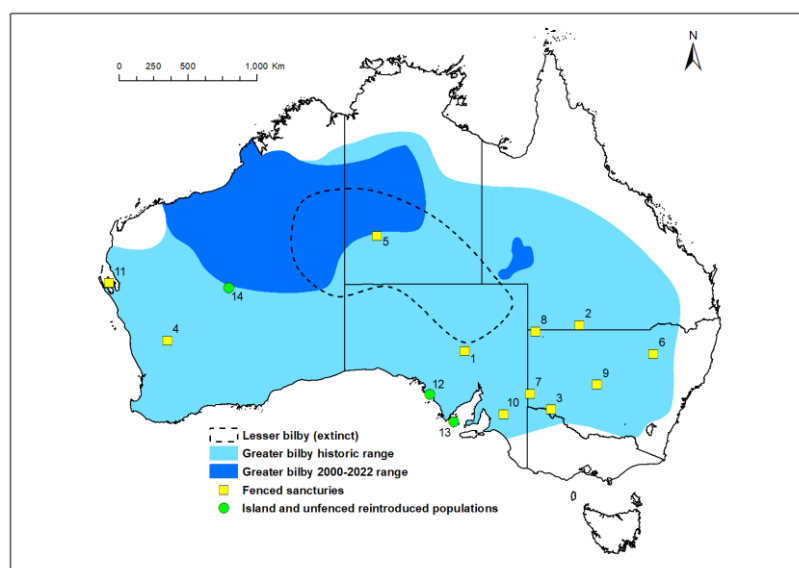 N
0 250 500 1,000 Km
5
11
14
2
8
4
6
1
9
12
7
3
10
13
Lesser bilby (extinct)
Greater bilby historic range
Greater bilby 2000-2022 range
Fenced sancturies
Island and unfenced reintroduced populations